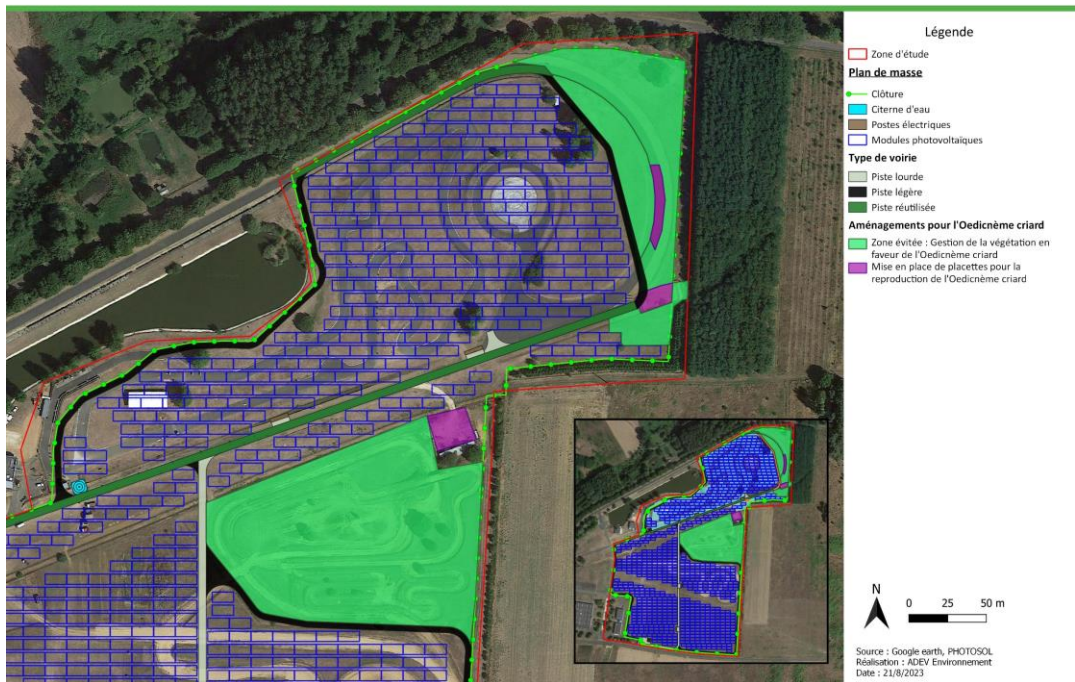 Légende
Zone d'étude
Plan de masse
Clôture
Citerne d'eau
Postes électriques
Modules photovoltaïques
Type de voirie
Piste lourde
Piste légère
Piste réutilisée
Aménagements pour l'Oedicnème criard
Zone évitée : Gestion de la végétation en
faveur de l'Oedicnème criard
Mise en place de placettes pour la
reproduction de l'Oedicnème criard
N
0 25 50 m
Source : Google earth, PHOTOSOL
Réalisation : ADEV Environnement
Date : 21/8/2023